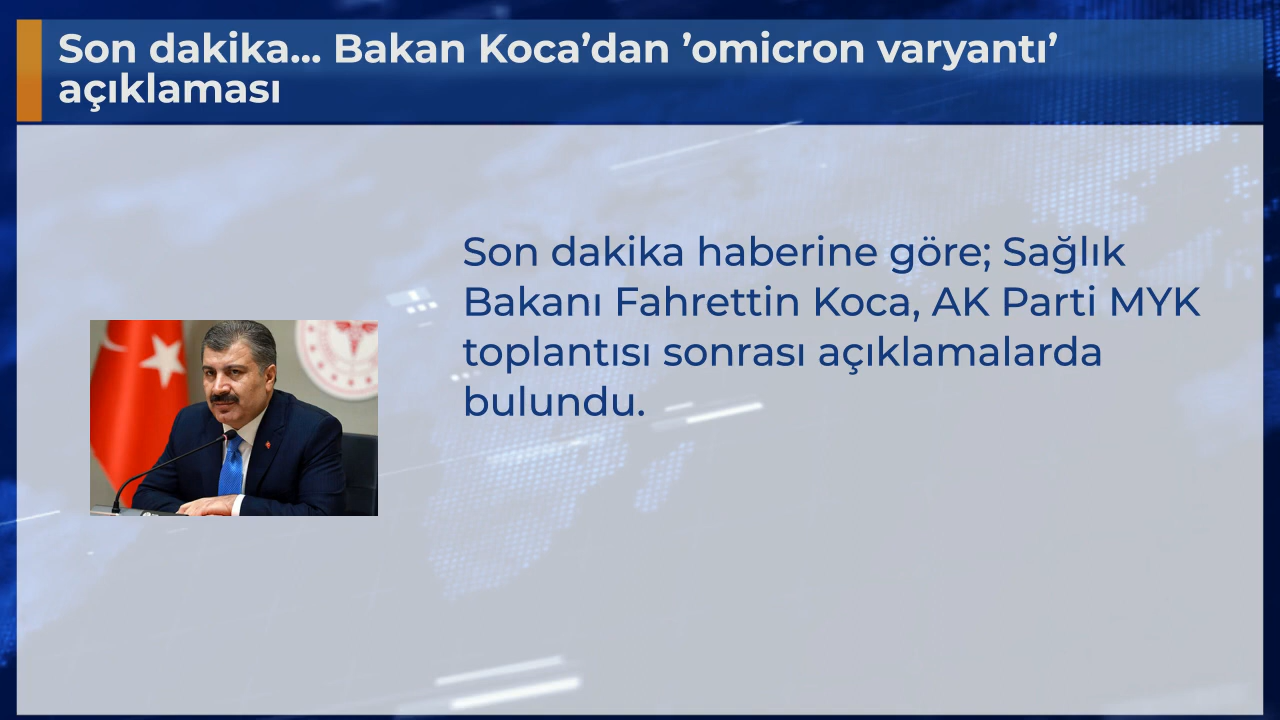 Son dakika... Bakan Koca’dan ’omicron varyantı’
açıklaması
Son dakika haberine göre; Sağlık
Bakanı Fahrettin Koca, AK Parti MYK
toplantısı sonrası açıklamalarda
bulundu.